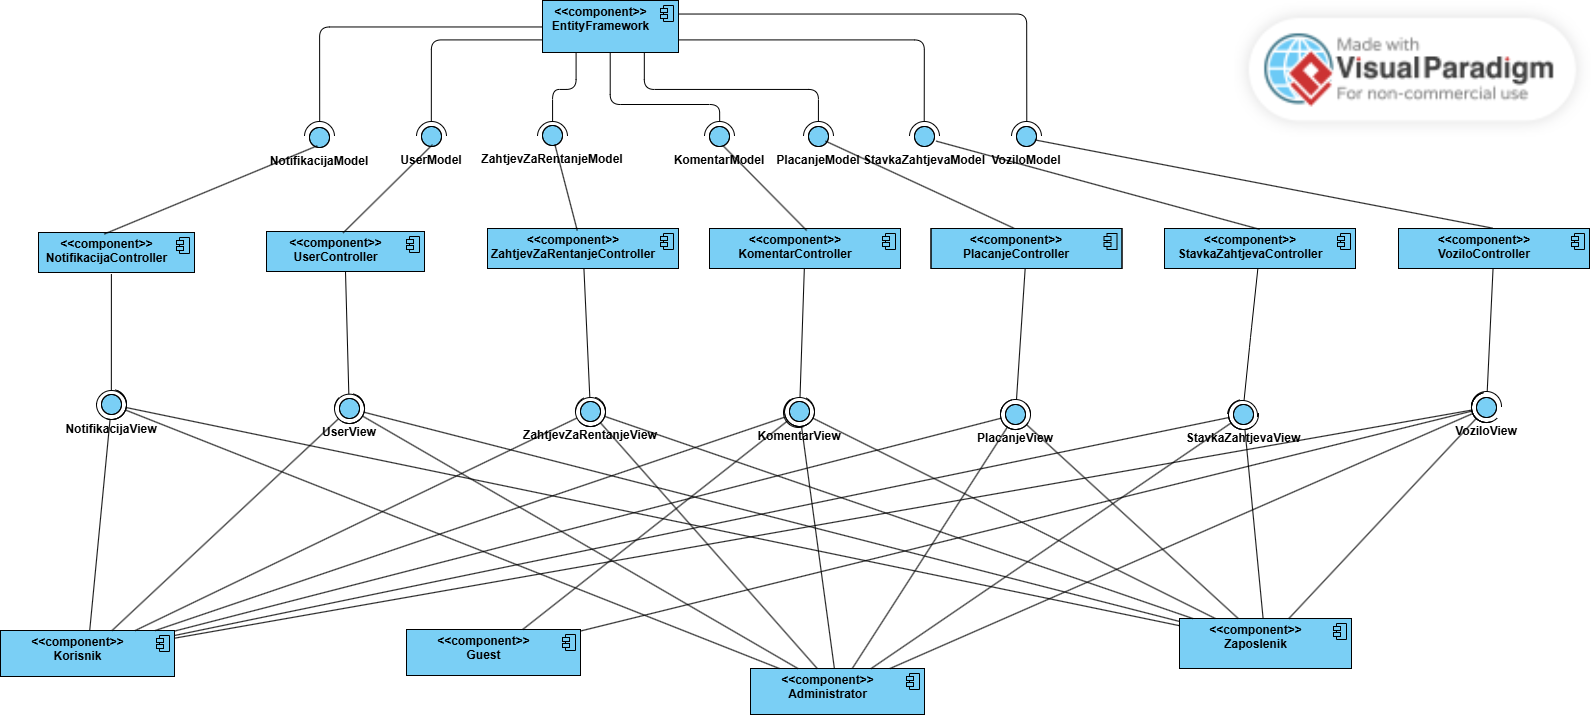 <<component>>
EntityFramework
Made with
Visual Paradigm
For non-commercial use
NotifikacijaModel
UserModel
ZahtjevZaRentanjeModel
KomentarModel
PlacanjeModel
StavkaZahtjevaModel
VoziloModel
<<component>>
NotifikacijaController
<<component>>
UserController
<<component>>
ZahtjevZaRentanjeController
<<component>>
KomentarController
<<component>>
PlacanjeController
<<component>>
StavkaZahtjevaController
<<component>>
VoziloController
NotifikacijaView
UserView
ZahtjevZaRentanjeView
KomentarView
PlacanjeView
StavkaZahtjevaView
VoziloView
<<component>>
Korisnik
<<component>>
Guest
<<component>>
Administrator
<<component>>
Zaposlenik